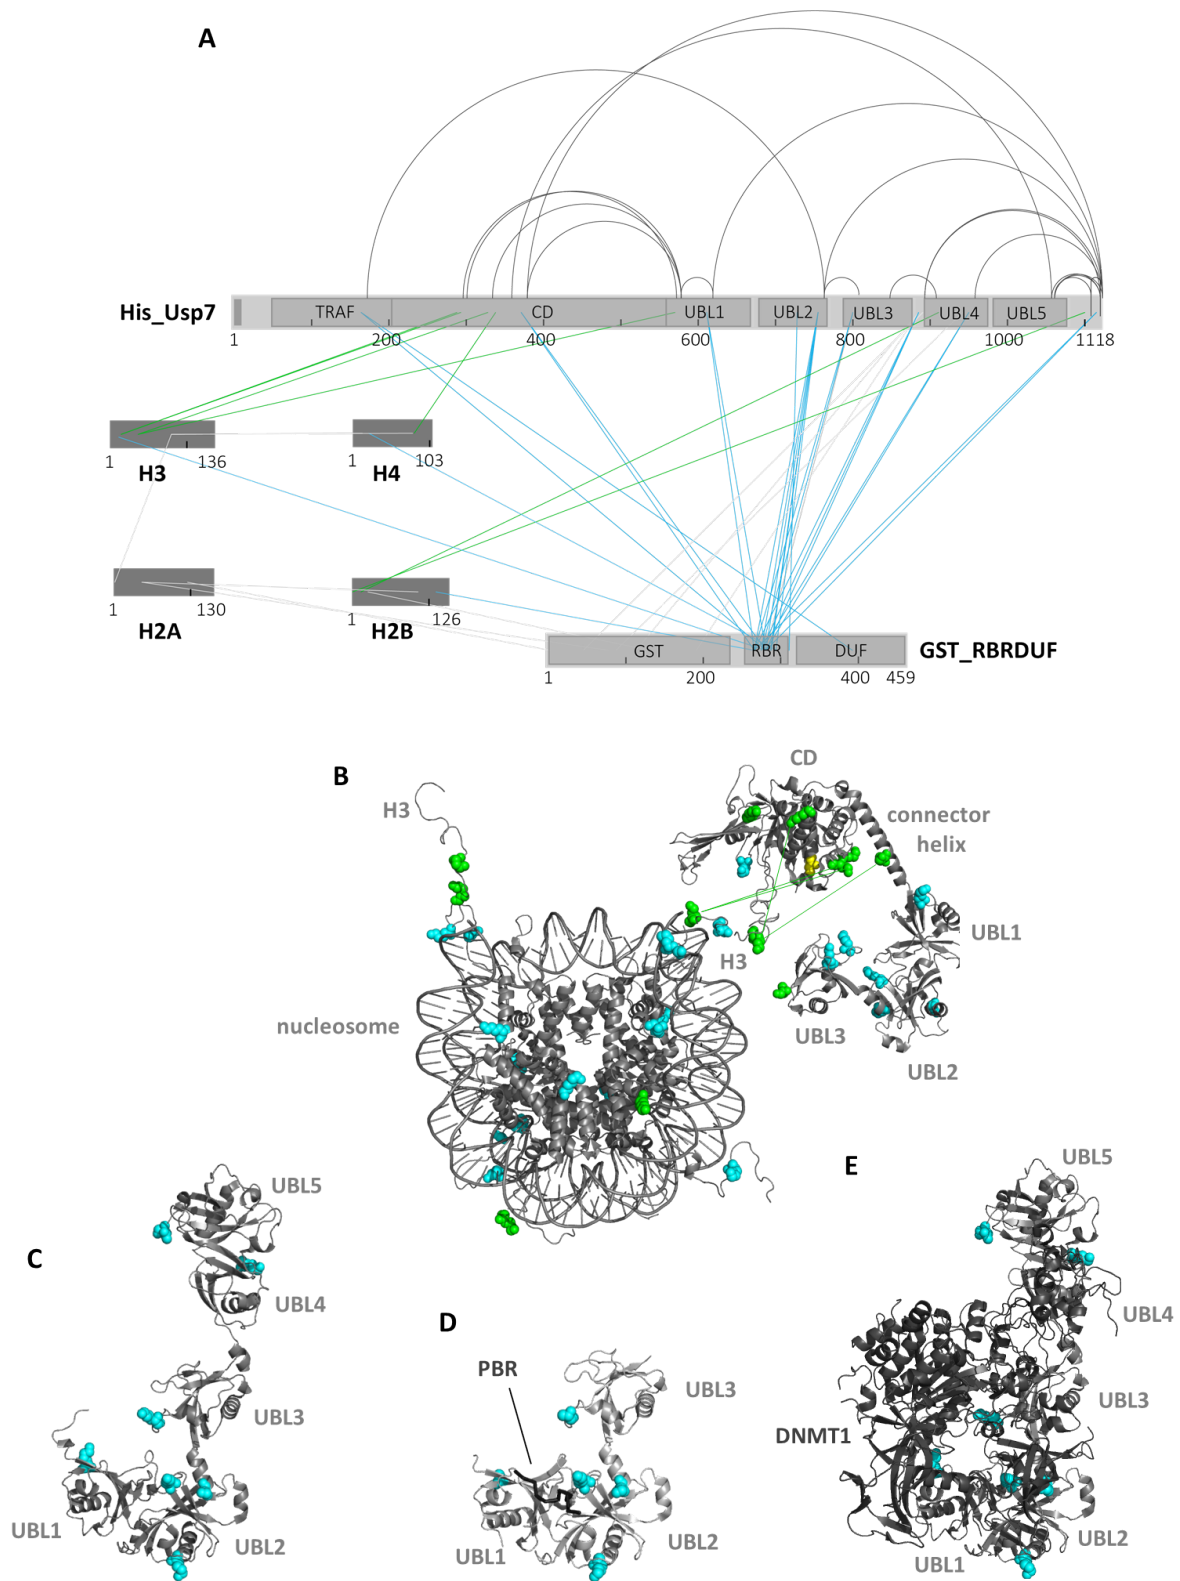 A
His_Usp7
TRAF
CD
UBL1
UBL2
UBL3
UBL4
UBL5
1
200
400
600
800
1000
1118
1
136
H3
1
103
H4
1
130
H2A
1
126
H2B
GST
RBR
DUF
GST_RBRDUF
1
200
400
459
B
H3
CD
connector
helix
UBL1
H3
nucleosome
UBL3
UBL2
C
UBL5
UBL4
UBL3
UBL1
UBL2
D
PBR
UBL3
UBL1
UBL2
E
UBL5
UBL4
UBL3
DNMT1
UBL2
UBL1